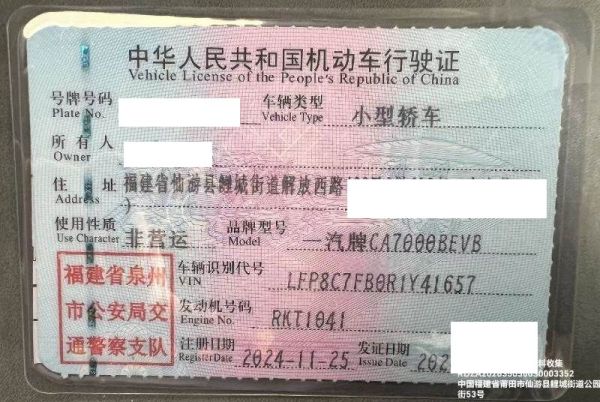 中华人民共和国机动车行驶证
Vehicle License of the People's Republic of China
号牌号码 车辆类型 小型轿车
Plate No. Vehicle Type
所有人
Owner
住址 福建省仙游县鲤城街道解放西路
Address )
使用性质 非营运 品牌型号 一汽牌CA7000BEVB
Use Character Model
福建省泉州
市公安局交
通警察支队
车辆识别代号 LFP8C7FB0R1Y41657
VIN
发动机号码 RKT1041
Engine No.
注册日期 2024-11-25 发证日期 202
Register Date Issue Date
料收集
中国福建省莆田市仙游县鲤城街道公园
街53号